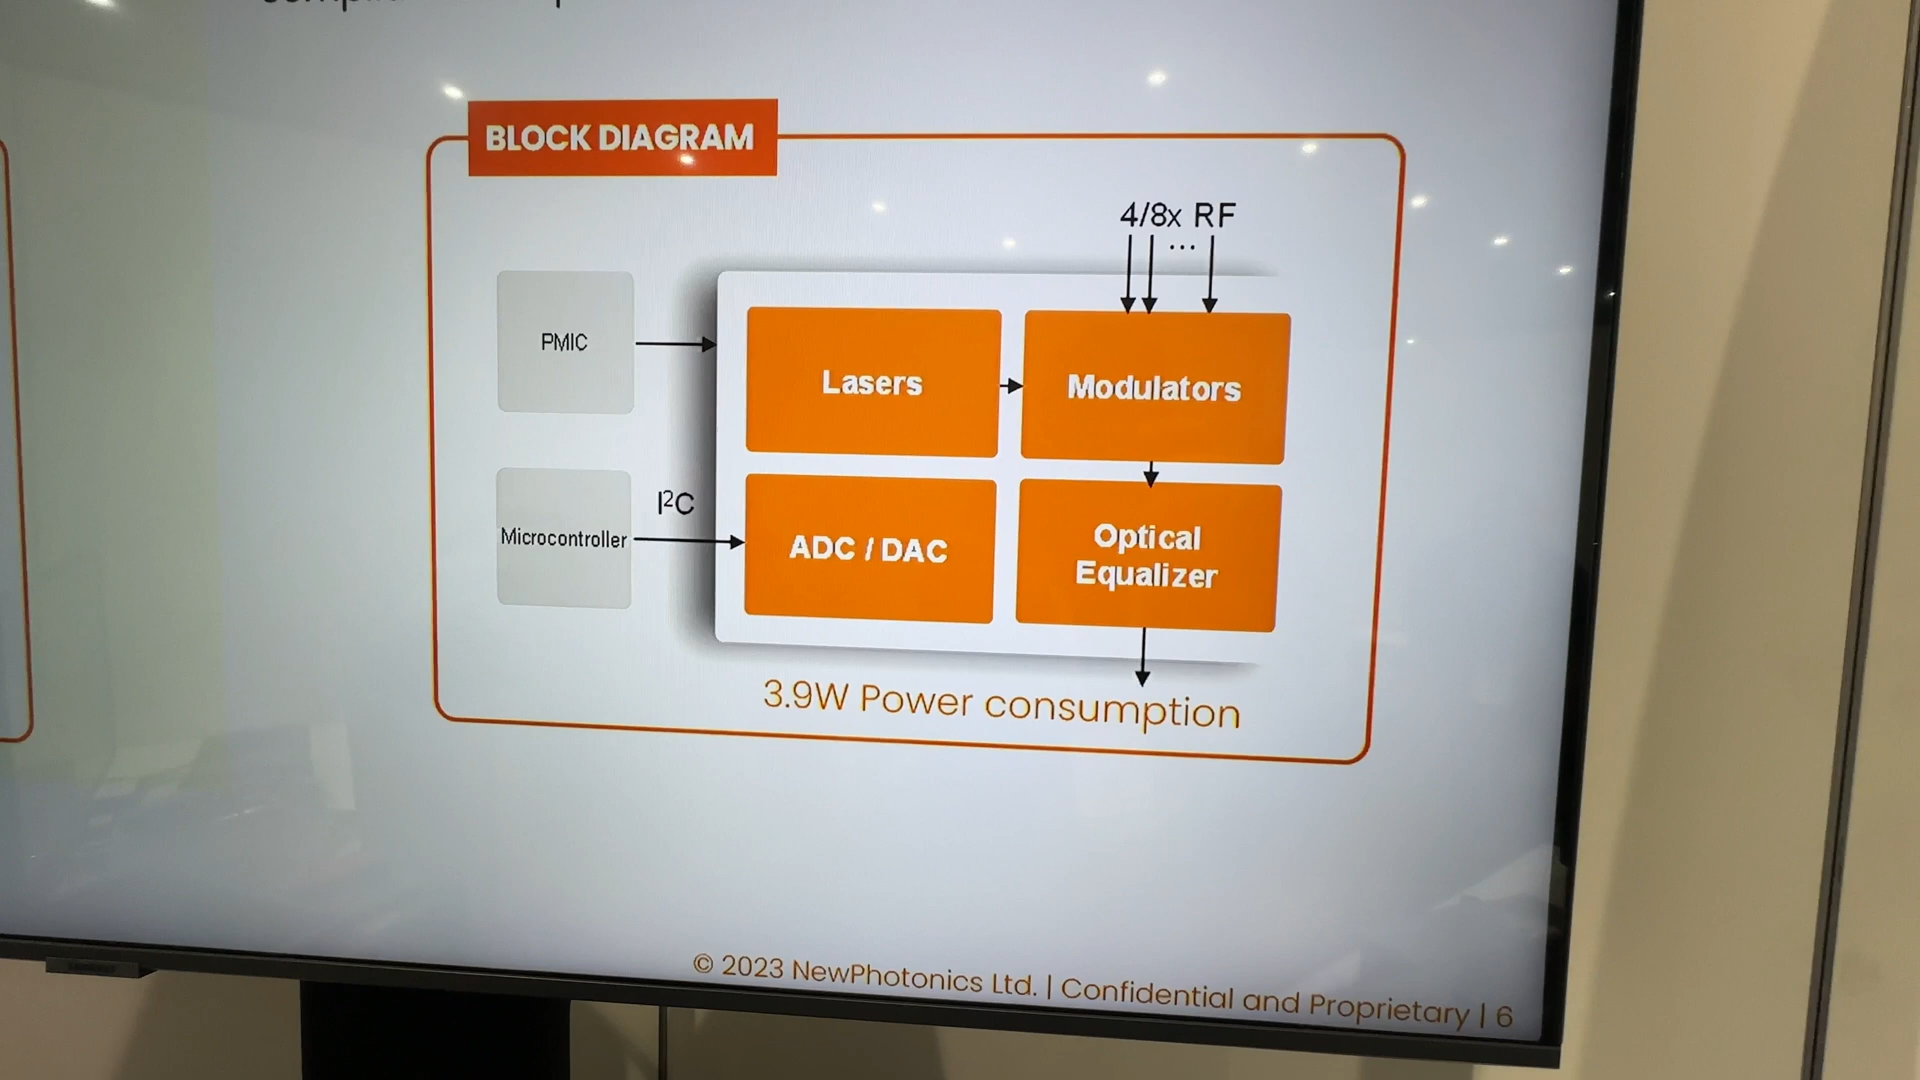 BLOCK DIAGRAM
4/8x RF
...
PMIC
Lasers
Modulators
I²C
Microcontroller
ADC / DAC
Optical
Equalizer
3.9W Power consumption
© 2023 NewPhotonics Ltd. | Confidential and Proprietary | 6